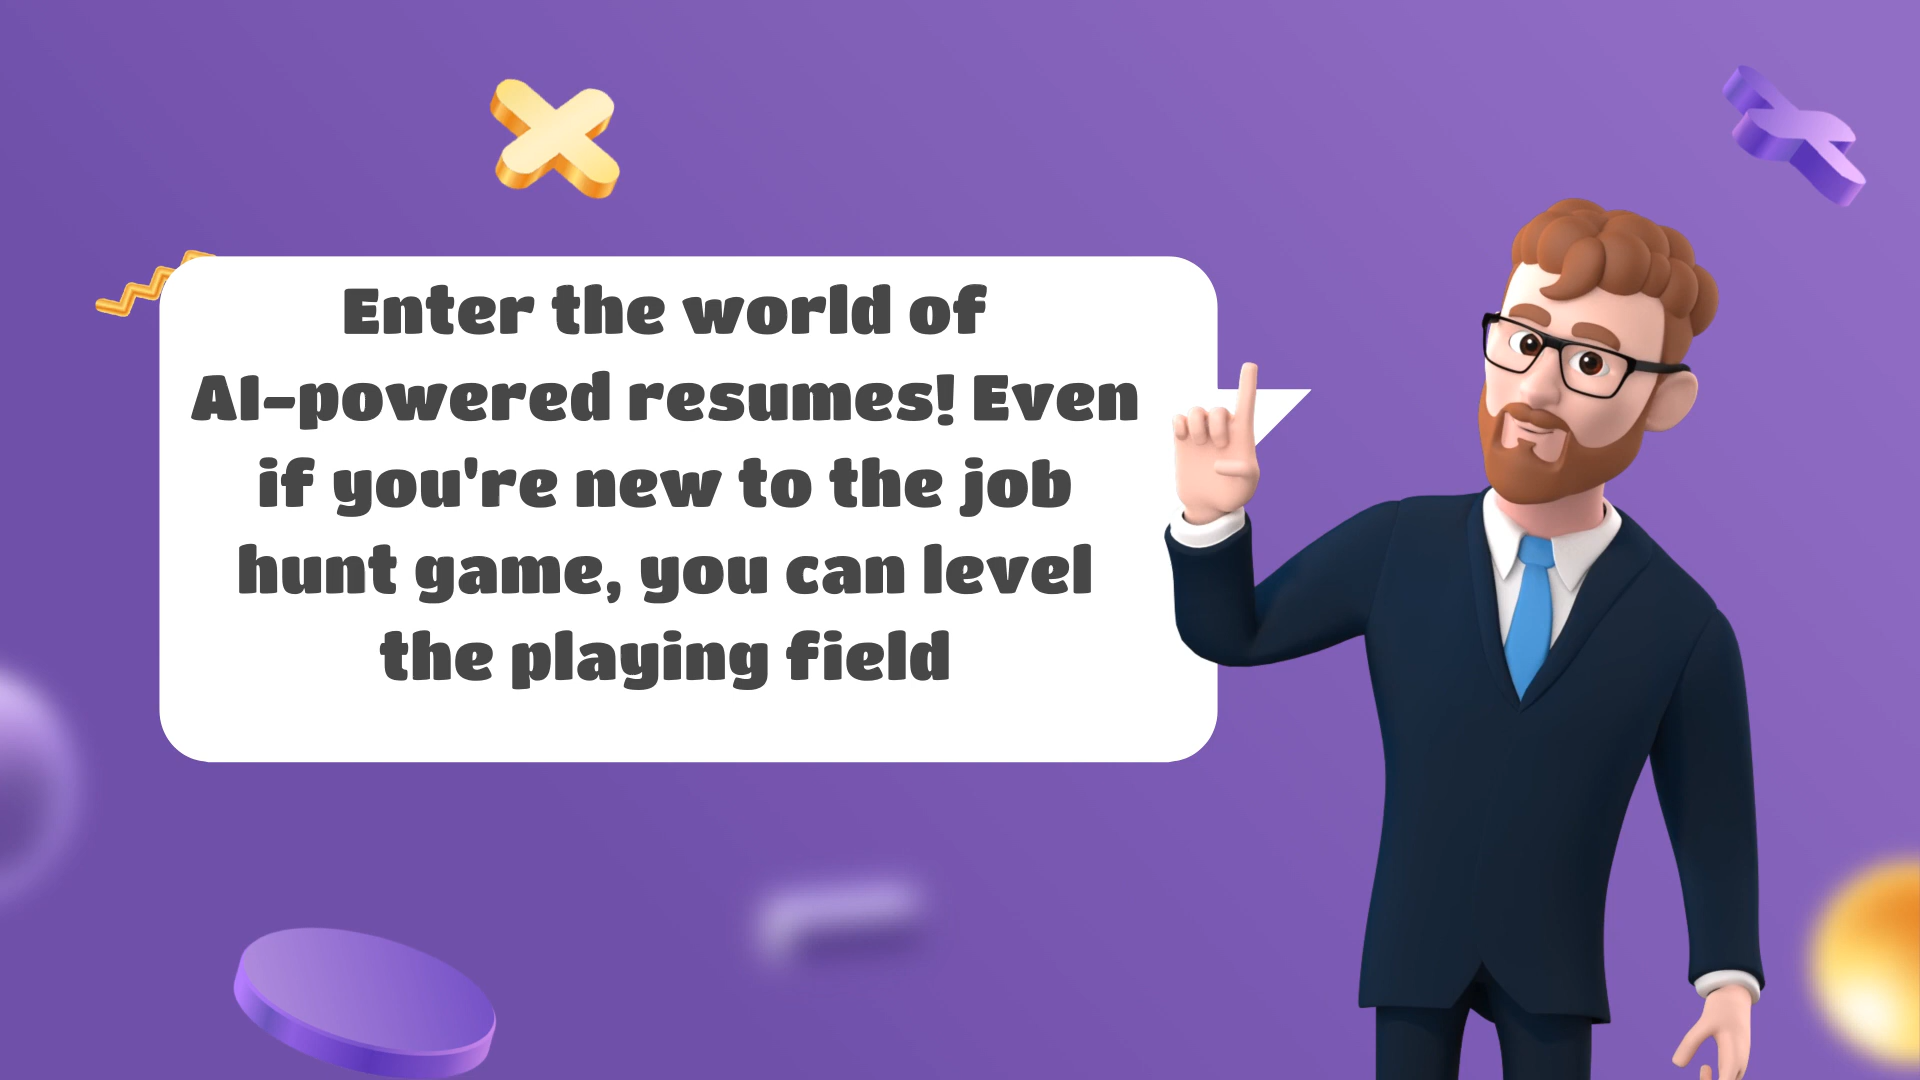 Enter the world of
AI-powered resumes! Even
if you're new to the job
hunt game, you can level
the playing field